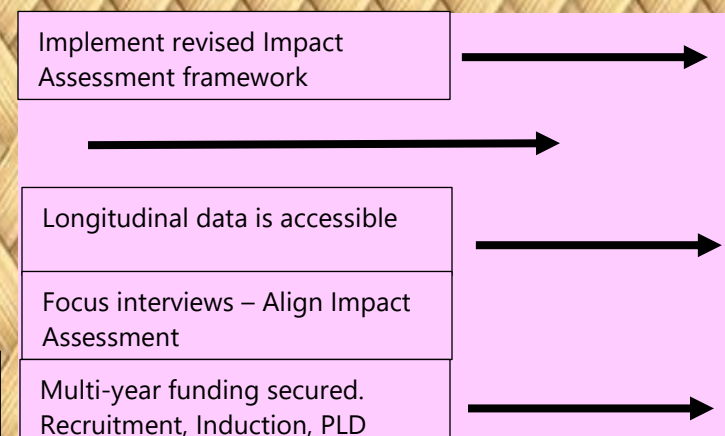 Implement revised Impact
Assessment framework
Longitudinal data is accessible
Focus interviews – Align Impact
Assessment
Multi-year funding secured.
Recruitment, Induction, PLD